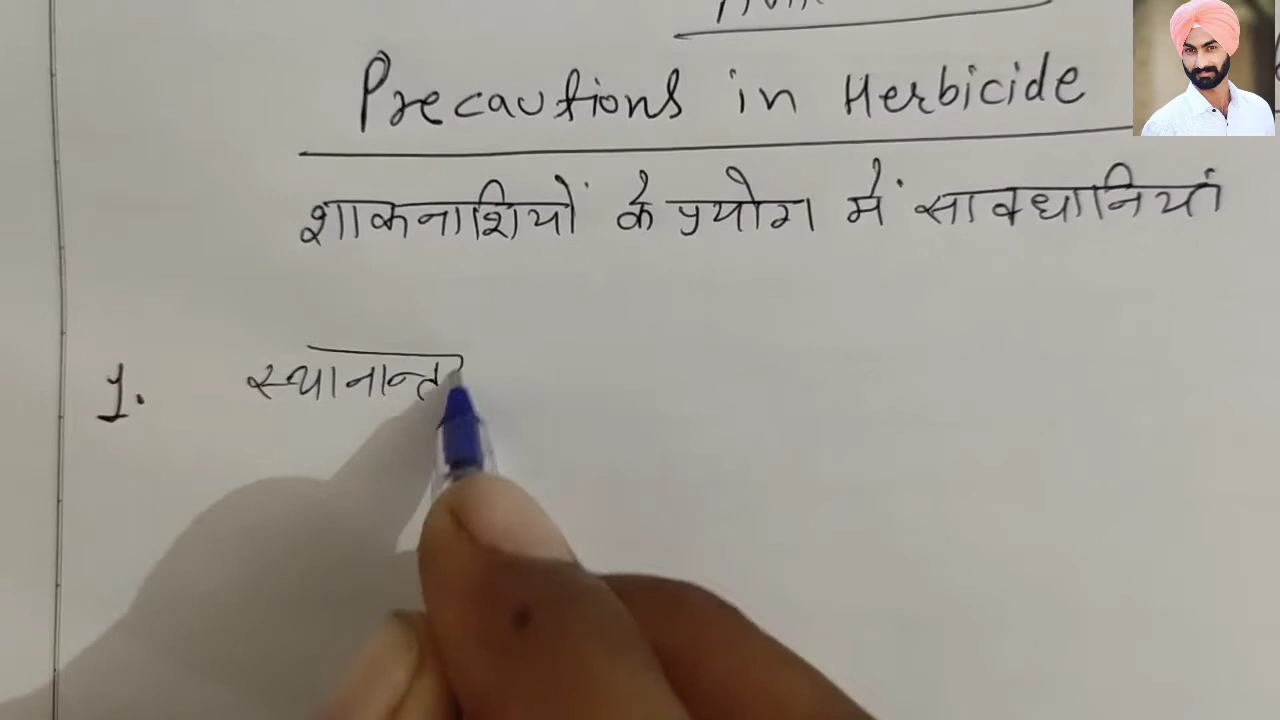 Precautions in Herbicide
शाकनाशियों के प्रयोग में सावधानियां
1. स्थानान्त